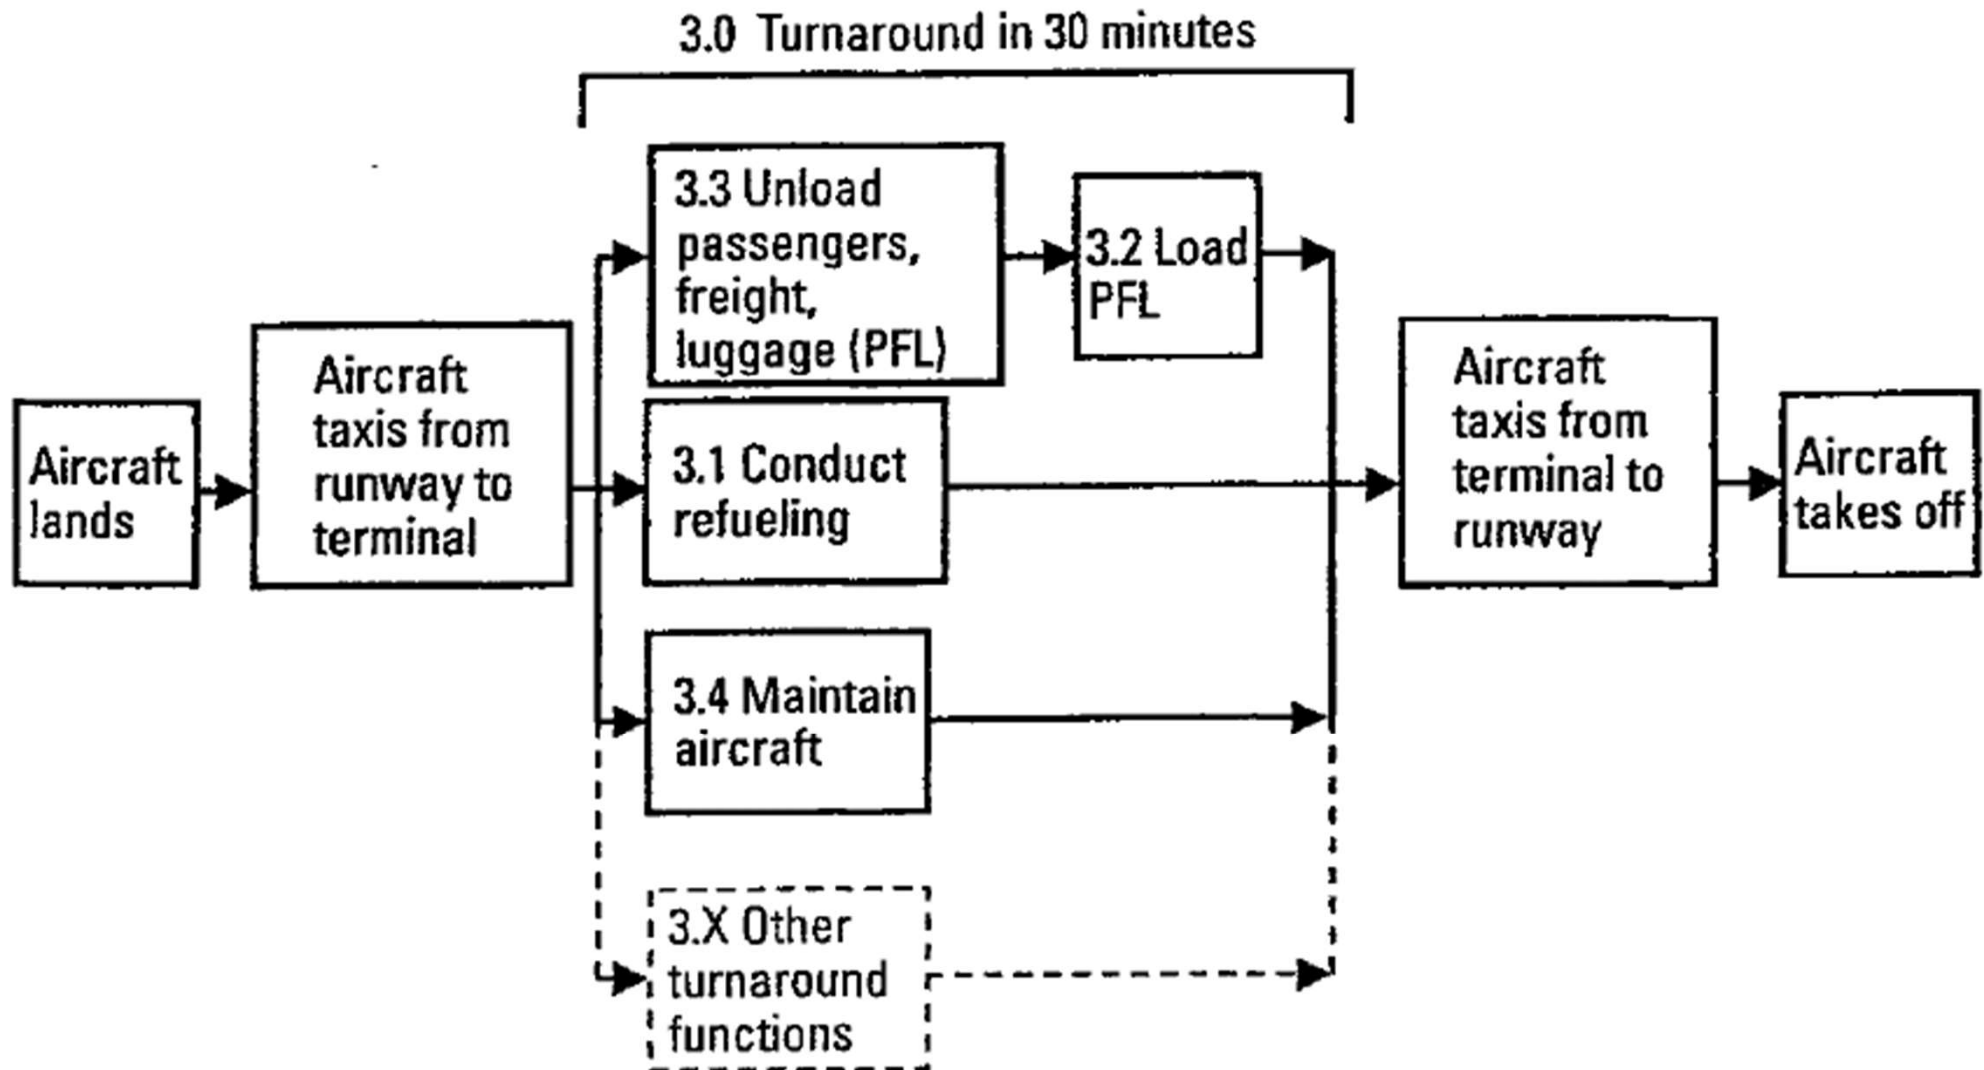 3.0 Turnaround in 30 minutes
3.3 Unload
passengers,
freight,
luggage (PFL)
3.2 Load
PFL
Aircraft
lands
Aircraft
taxis from
runway to
terminal
3.1 Conduct
refueling
Aircraft
taxis from
terminal to
runway
Aircraft
takes off
3.4 Maintain
aircraft
3.X Other
turnaround
functions